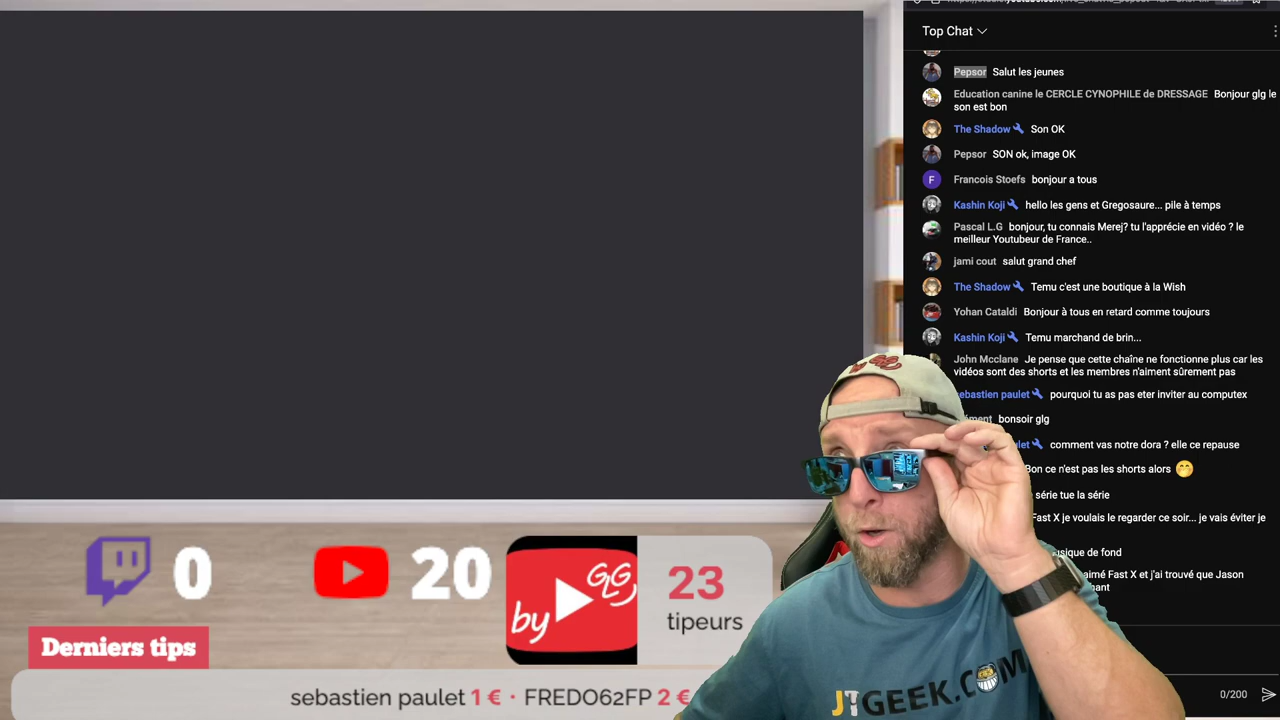 Top Chat
Pepsor Salut les jeunes
Education canine le CERCLE CYNOPHILE de DRESSAGE Bonjour glg le
son est bon
The Shadow Son OK
Pepsor SON ok, image OK
F Francois Stoefs bonjour a tous
Kashin Koji hello les gens et Gregosaure... pile à temps
Pascal L.G bonjour, tu connais Merej? tu l'apprécie en vidéo ? le
meilleur Youtubeur de France..
jami cout salut grand chef
The Shadow Temu c'est une boutique à la Wish
Yohan Cataldi Bonjour à tous en retard comme toujours
Kashin Koji Temu marchand de brin...
John Mcclane Je pense que cette chaîne ne fonctionne plus car les
vidéos sont des shorts et les membres n'aiment sûrement pas
sebastien paulet pourquoi tu as pas eter inviter au computex
bonsoir glg
comment vas notre dora ? elle ce repause
Bon ce n'est pas les shorts alors
série tue la série
Fast X je voulais le regarder ce soir... je vais éviter je
de fond
aimé Fast X et j'ai trouvé que Jason
0/200
0
20
by GLG
23
tipeurs
Derniers tips
sebastien paulet 1 € · FREDO62FP 2 €
JTGEEK.COM